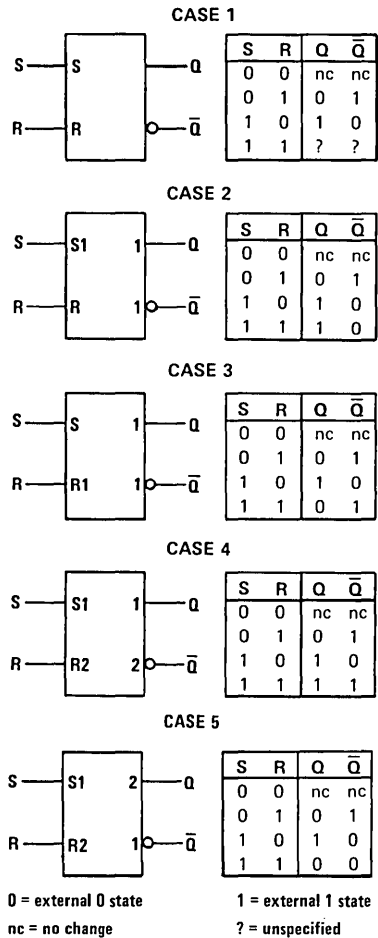 CASE 1
S S Q S R Q Q̅
0 0 nc nc
0 1 0 1
R R Q̅ 1 0 1 0
1 1 ? ?
CASE 2
S S1 1 Q S R Q Q̅
0 0 nc nc
0 1 0 1
R R 1 Q̅ 1 0 1 0
1 1 1 0
CASE 3
S S 1 Q S R Q Q̅
0 0 nc nc
0 1 0 1
R R1 1 Q̅ 1 0 1 0
1 1 0 1
CASE 4
S S1 1 Q S R Q Q̅
0 0 nc nc
0 1 0 1
R R2 2 Q̅ 1 0 1 0
1 1 1 1
CASE 5
S S1 2 Q S R Q Q̅
0 0 nc nc
0 1 0 1
R R2 1 Q̅ 1 0 1 0
1 1 0 0
0 = external 0 state 1 = external 1 state
nc = no change ? = unspecified